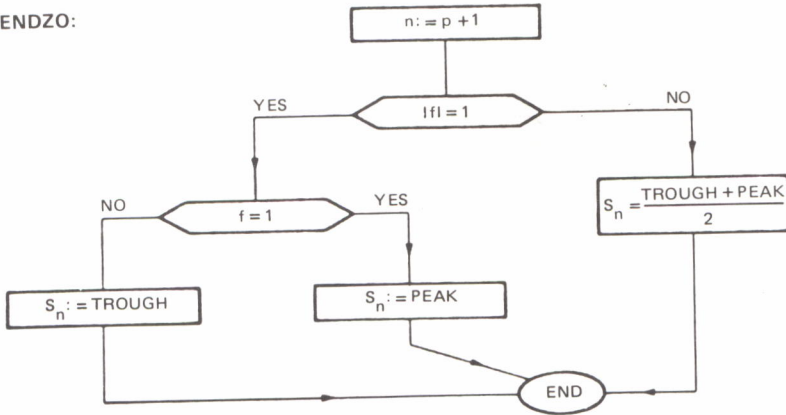 ENDZO:
n: = p + 1
YES
|f| = 1
NO
NO
f = 1
YES
S_n = TROUGH + PEAK
2
S_n: = TROUGH
S_n: = PEAK
END